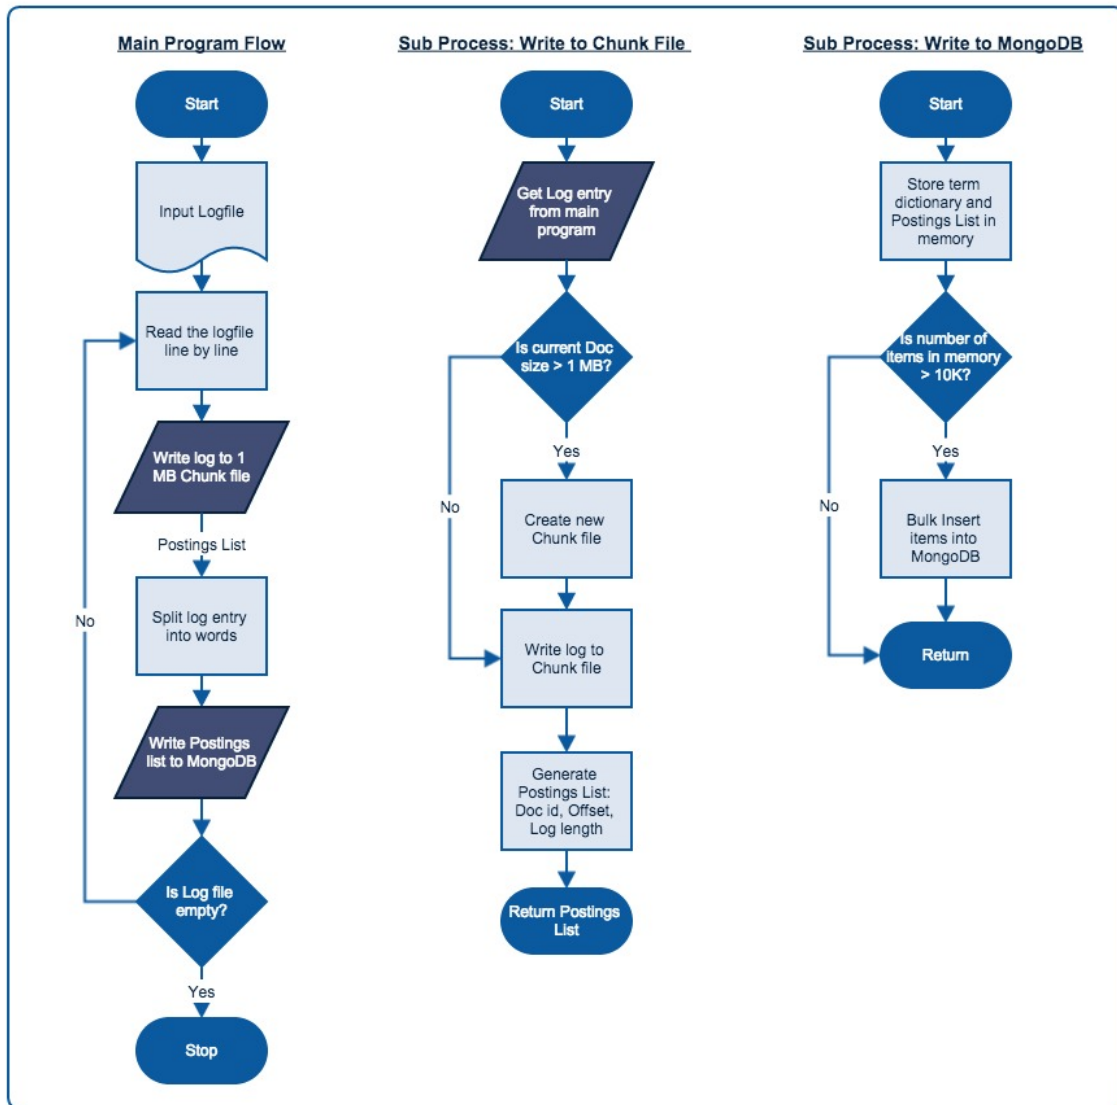 Main Program Flow
Start
Input Logfile
Read the logfile
line by line
Write log to 1
MB Chunk file
Postings List
Split log entry
into words
No
Write Postings
list to MongoDB
Is Log file
empty?
Yes
Stop
Sub Process: Write to Chunk File
Start
Get Log entry
from main
program
Is current Doc
size > 1 MB?
Yes
No
Create new
Chunk file
Write log to
Chunk file
Generate
Postings List:
Doc id, Offset,
Log length
Return Postings
List
Sub Process: Write to MongoDB
Start
Store term
dictionary and
Postings List in
memory
Is number of
items in memory
> 10K?
Yes
No
Bulk Insert
items into
MongoDB
Return